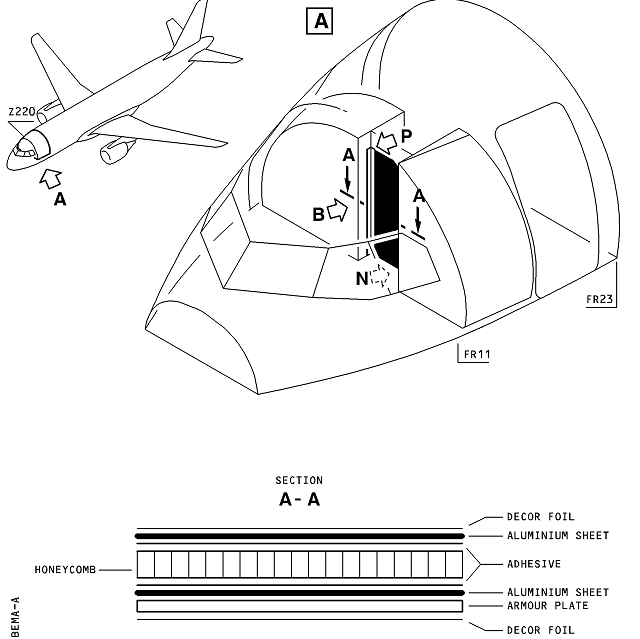 A
Z220
A
P
A
A
B
N
FR23
FR11
SECTION
A-A
DECOR FOIL
ALUMINIUM SHEET
ADHESIVE
HONEYCOMB
ALUMINIUM SHEET
ARMOUR PLATE
DECOR FOIL
BEMA-A